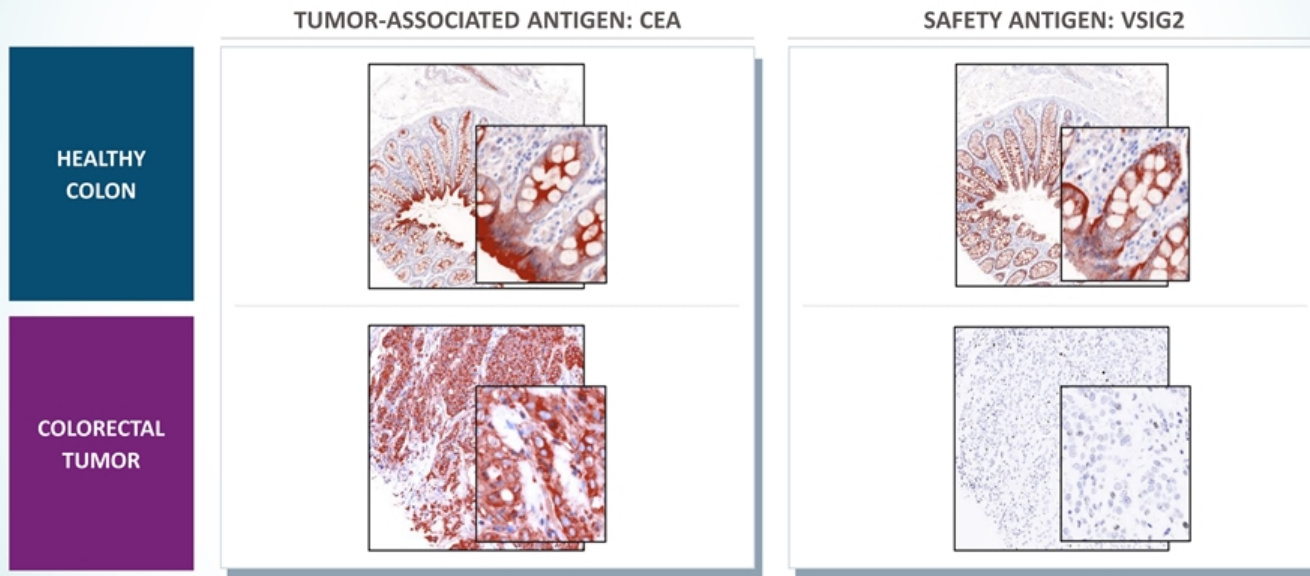 TUMOR-ASSOCIATED ANTIGEN: CEA
SAFETY ANTIGEN: VSIG2
HEALTHY
COLON
COLORECTAL
TUMOR